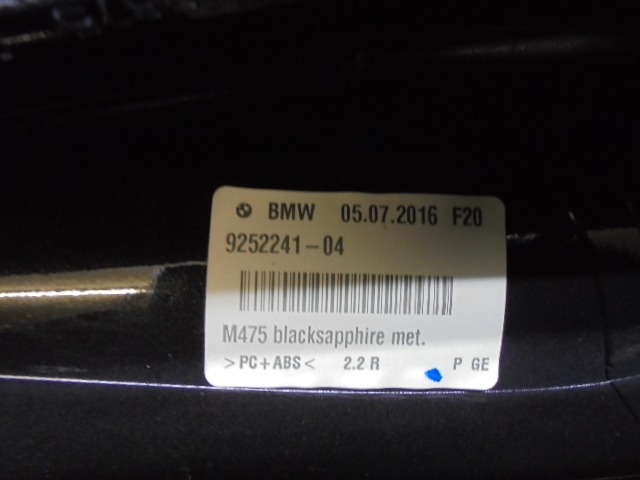 BMW 05.07.2016 F20
9252241-04
M475 blacksapphire met.
>PC+ABS< 2.2 R P GE